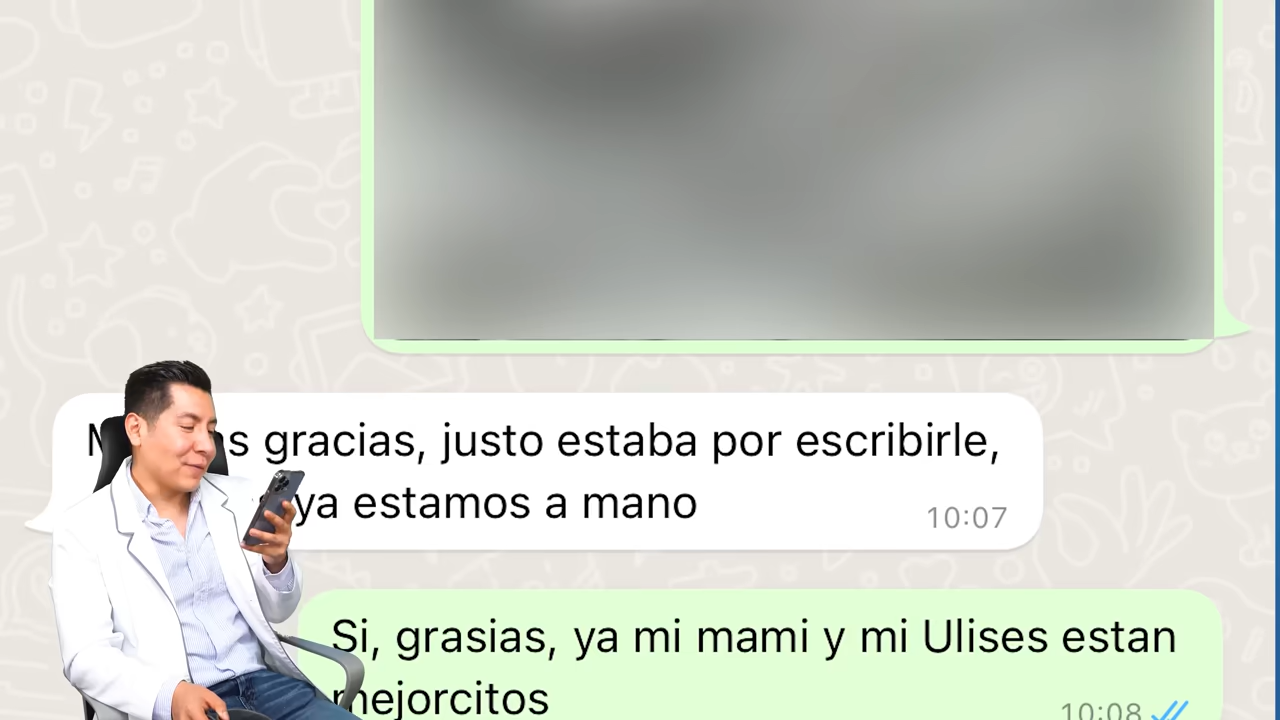 gracias, justo estaba por escribirle,
ya estamos a mano
10:07
Si, grasias, ya mi mami y mi Ulises estan
mejorcitos
10:08